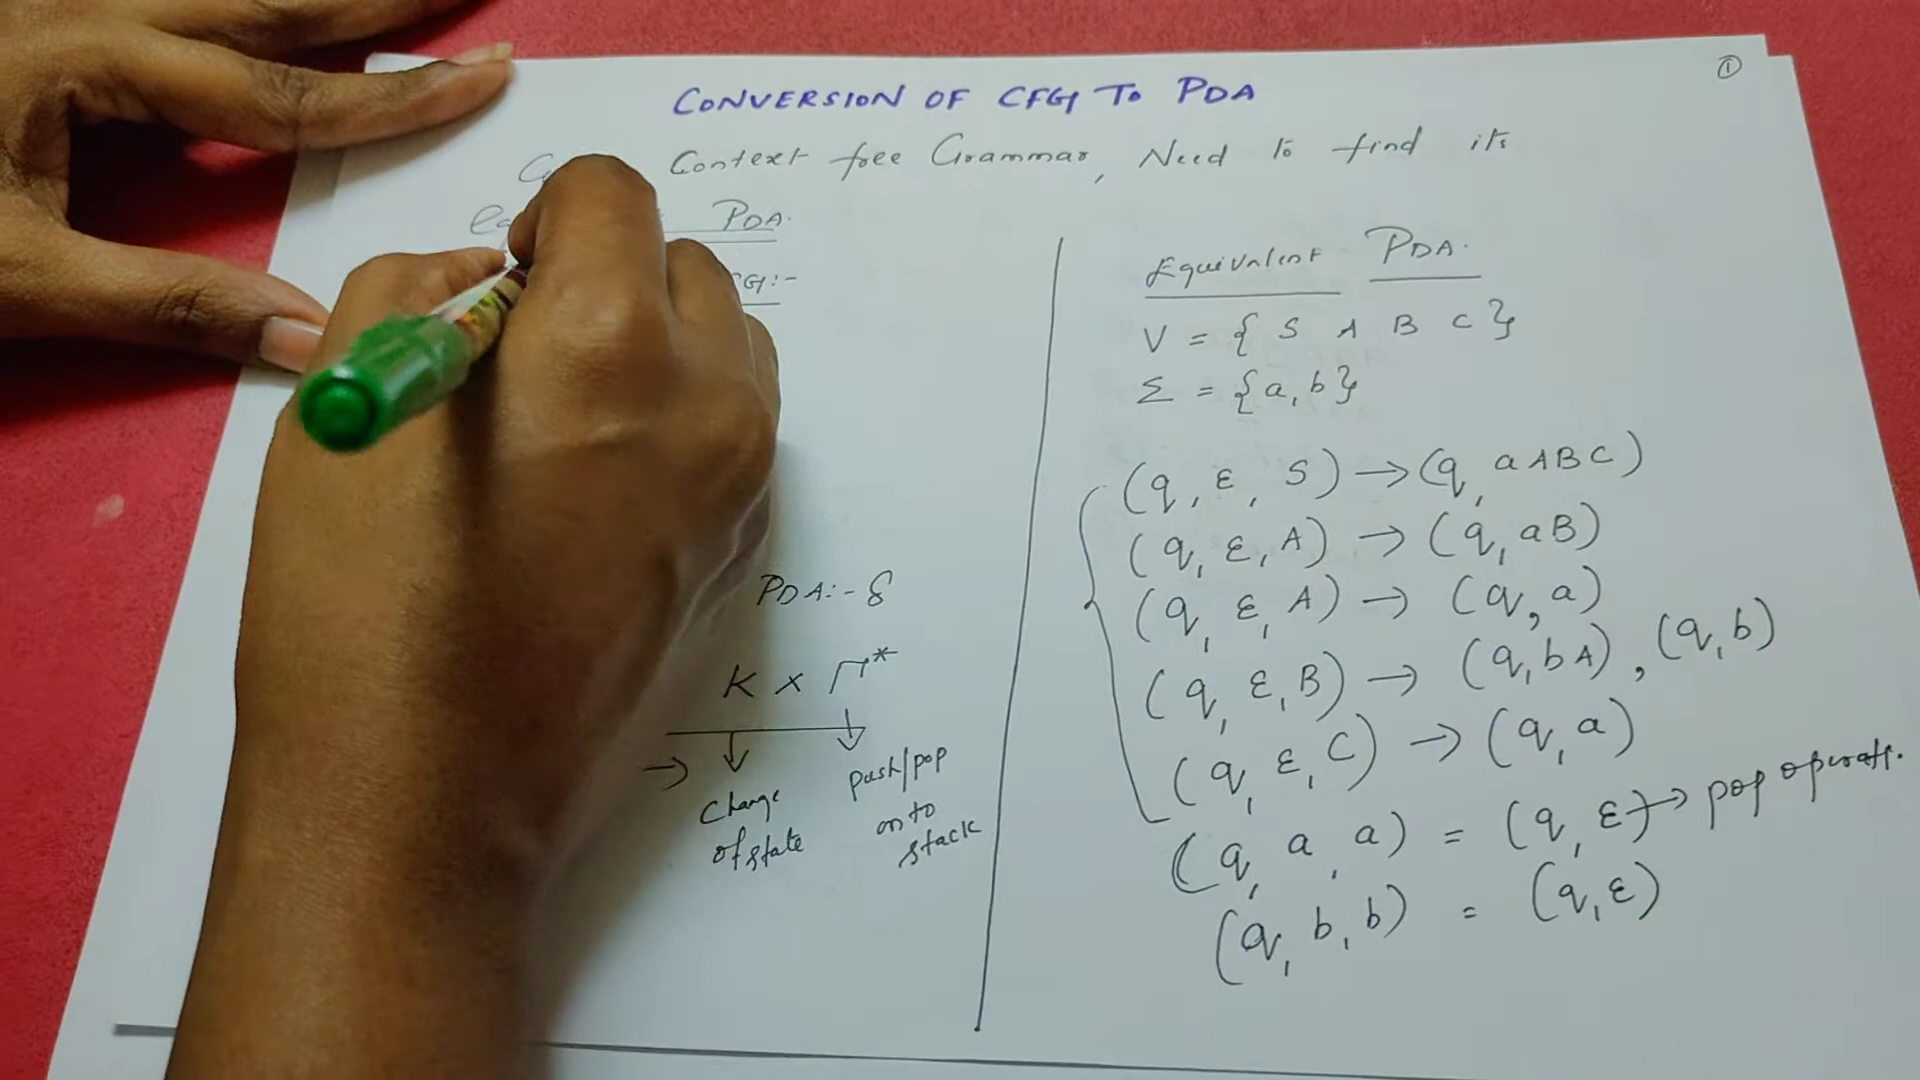 ①
CONVERSION OF CFG TO PDA
Context free Grammar, Need to find its
PDA.
CFG:-
PDA:- δ
K × Γ*
→ Change of state
push/pop onto stack
Equivalent PDA.
V = { S A B C }
Σ = {a, b}
(q, ε, S) → (q, aABC)
(q, ε, A) → (q, aB)
(q, ε, A) → (q, a)
(q, ε, B) → (q, bA), (q, b)
(q, ε, C) → (q, a)
(q, a, a) = (q, ε) → pop
(q, b, b) = (q, ε)